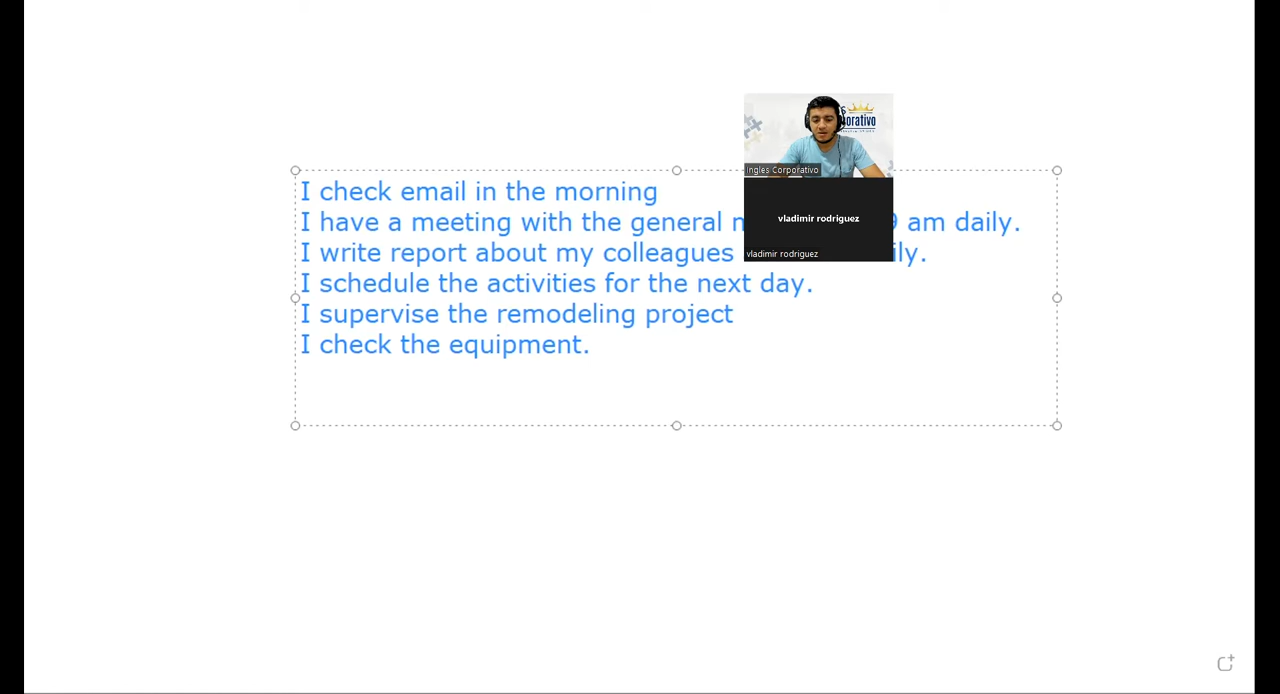 I check email in the morning
I have a meeting with the general 9 am daily.
I write report about my colleagues
I schedule the activities for the next day.
I supervise the remodeling project
I check the equipment.
Ingles Corporativo
vladimir rodriguez
vladimir rodriguez